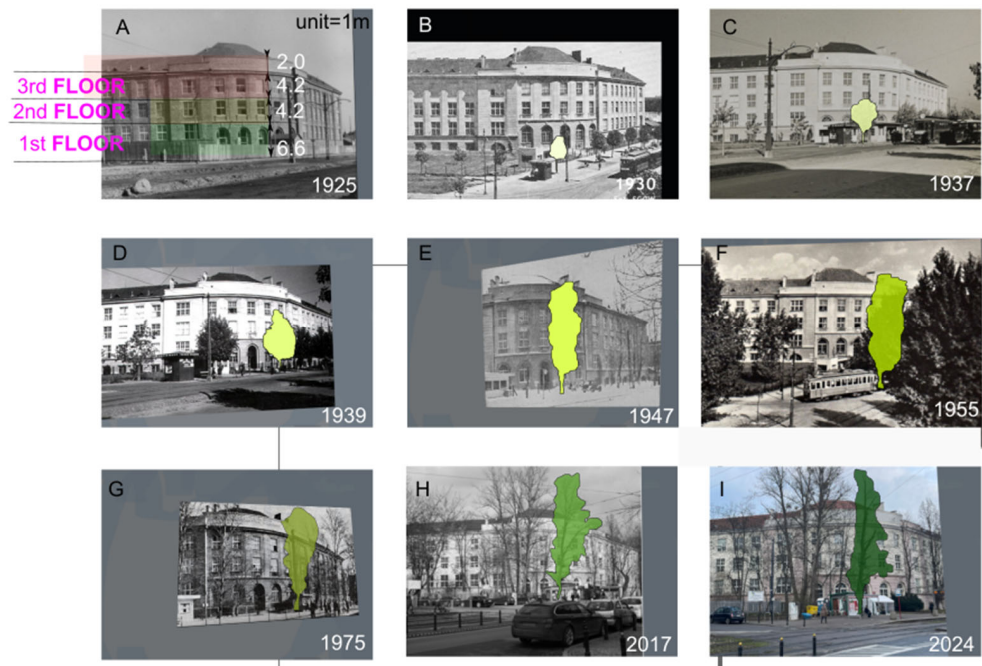 A
unit=1m
2.0
3rd FLOOR
4.2
2nd FLOOR
4.2
1st FLOOR
6.6
1925
B
1930
C
1937
D
1939
E
1947
F
1955
G
1975
H
2017
I
2024